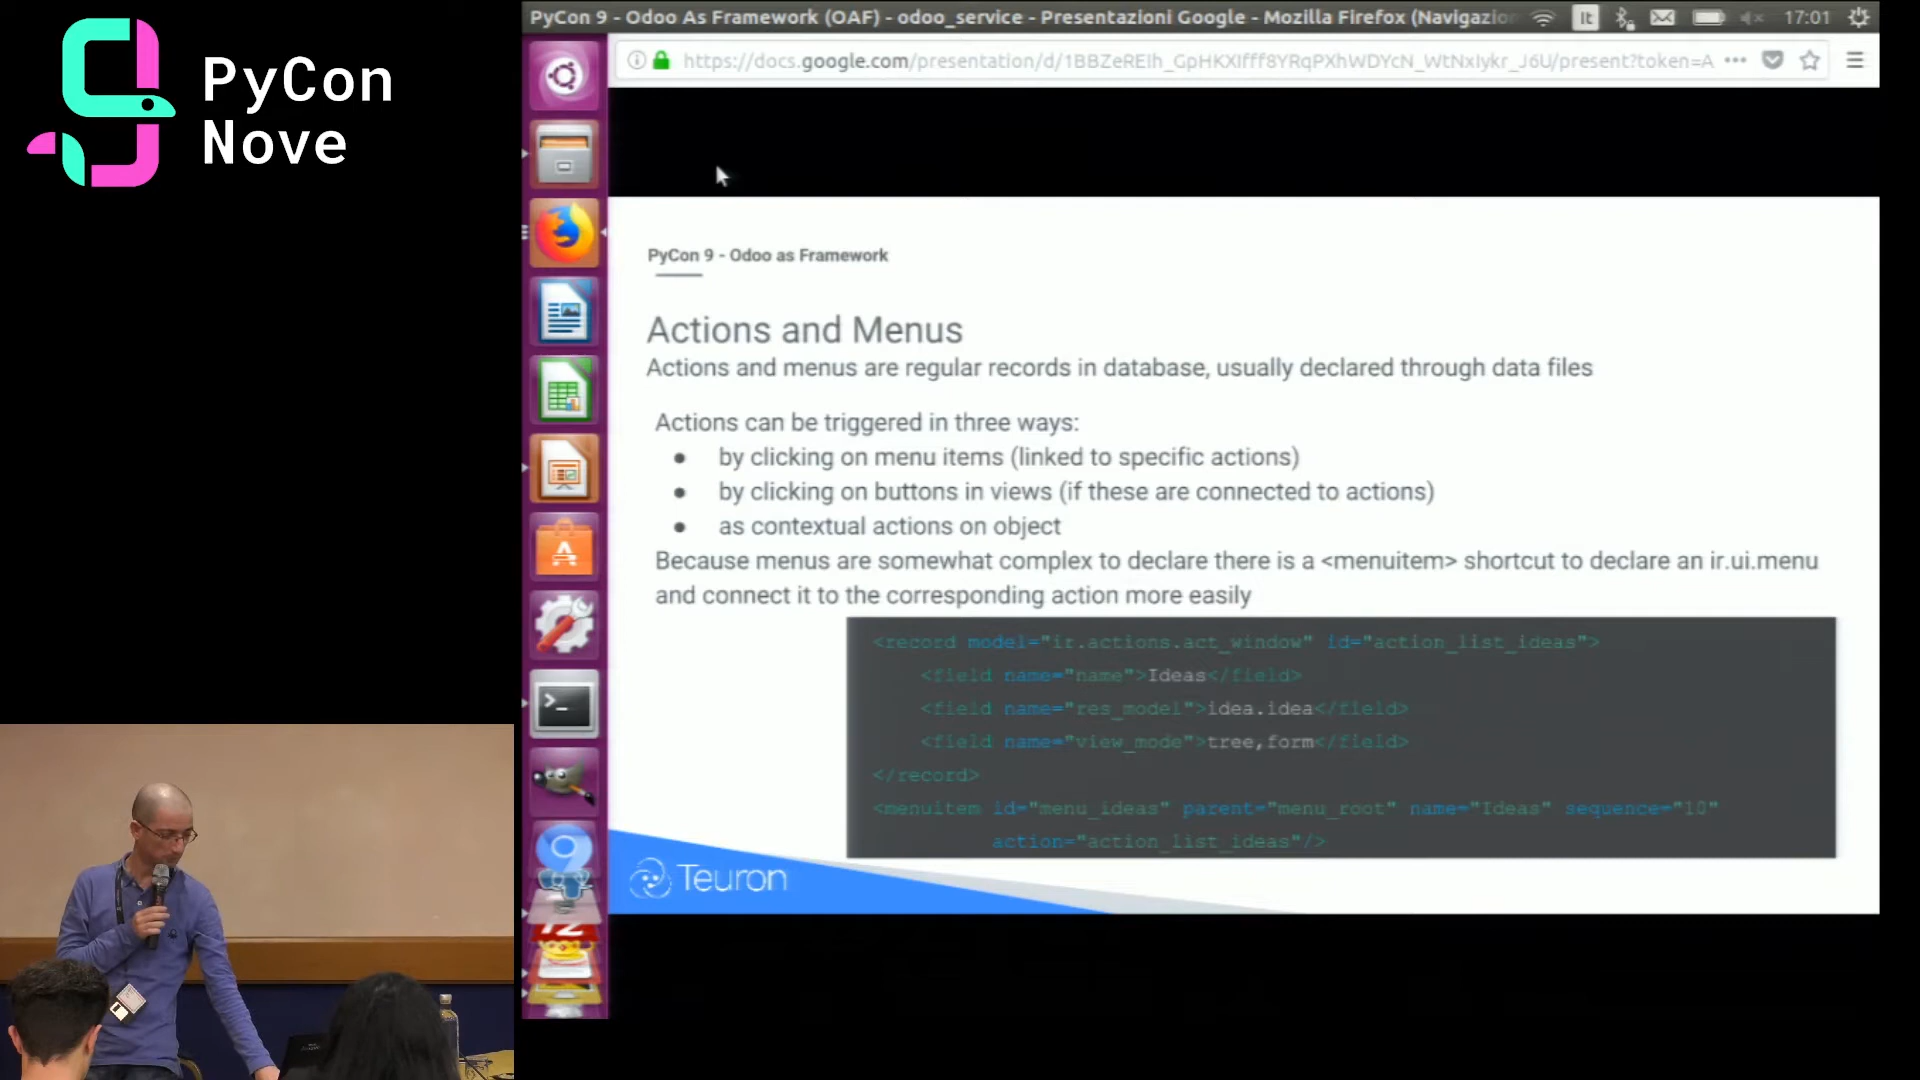 PyCon
Nove
PyCon 9 - Odoo As Framework (OAF) - odoo_service - Presentazioni Google - Mozilla Firefox (Navigazio
It
17:01
https://docs.google.com/presentation/d/
/present?token=A
PyCon 9 - Odoo as Framework
Actions and Menus
Actions and menus are regular records in database, usually declared through data files
Actions can be triggered in three ways:
● by clicking on menu items (linked to specific actions)
● by clicking on buttons in views (if these are connected to actions)
● as contextual actions on object
Because menus are somewhat complex to declare there is a <menuitem> shortcut to declare an ir.ui.menu
and connect it to the corresponding action more easily
<record model="ir.actions.act_window" id="action_list_ideas">
<field name="name">Ideas</field>
<field name="res_model">idea.idea</field>
<field name="view_mode">tree,form</field>
</record>
<menuitem id="menu_ideas" parent="menu_root" name="Ideas" sequence="10"
action="action_list_ideas"/>
Teuron